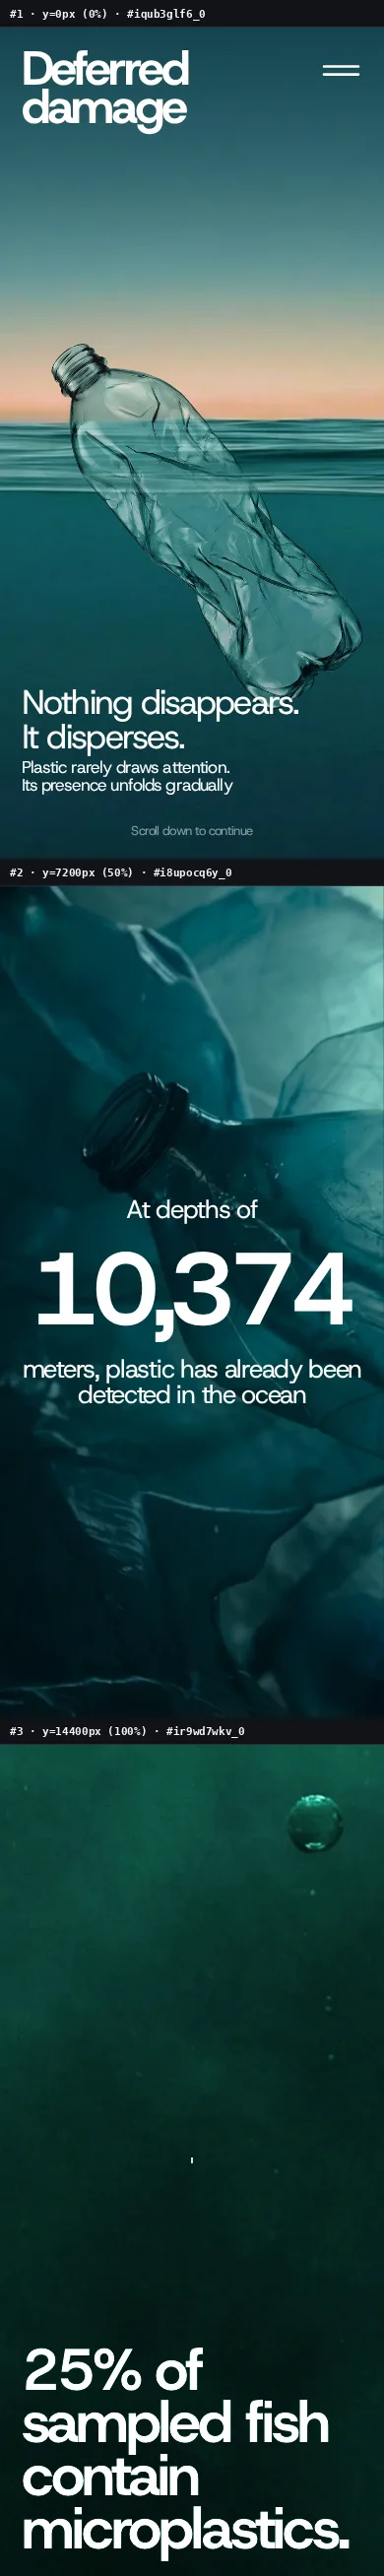 #1 · y=0px (0%) · #iqub3glf6_0
Deferred
damage
Nothing disappears.
It disperses.
Plastic rarely draws attention.
Its presence unfolds gradually
Scroll down to continue
#2 · y=7200px (50%) · #i8upocq6y_0
At depths of
10,374
meters, plastic has already been
detected in the ocean
#3 · y=14400px (100%) · #ir9wd7wkv_0
25% of
sampled fish
contain
microplastics.